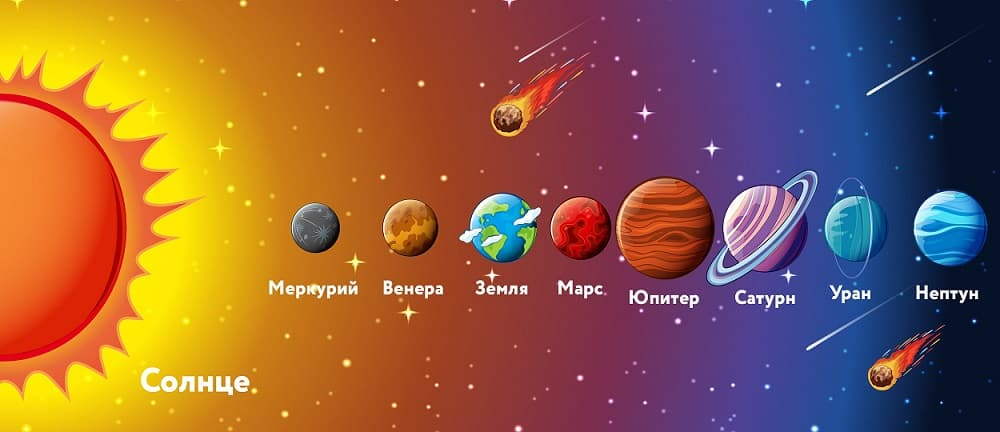 Меркурий
Венера
Земля
Марс
Юпитер
Сатурн
Уран
Нептун
Солнце